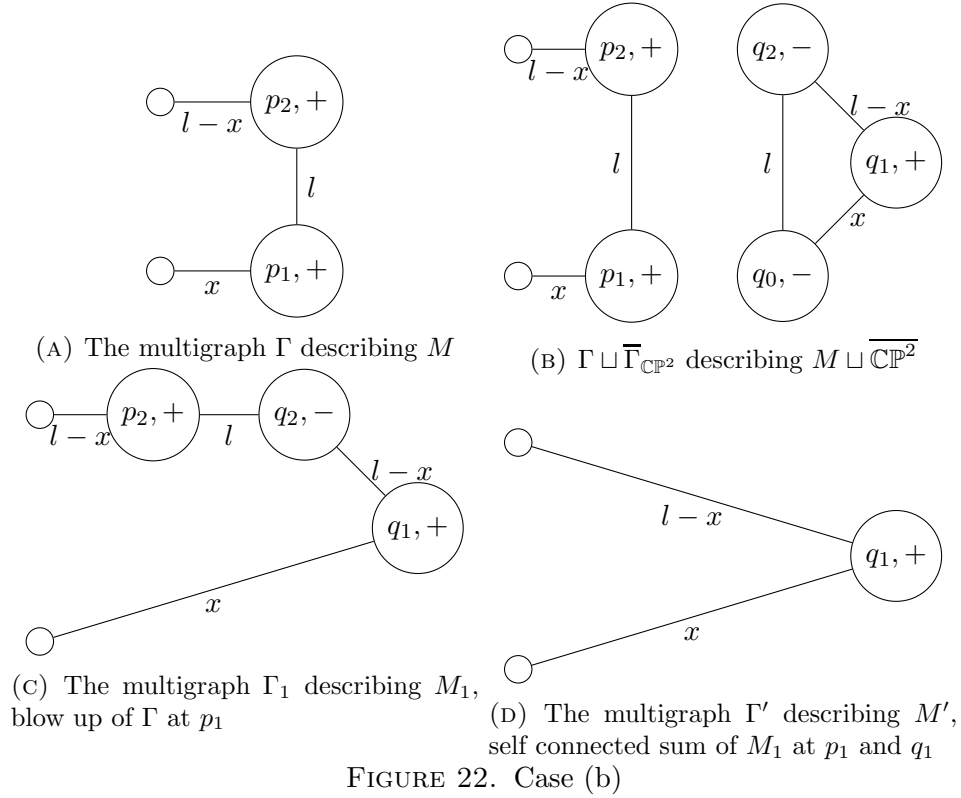 p₂, +
l − x
l
p₁, +
x
(A) The multigraph Γ describing M
p₂, +
l − x
l
p₁, +
x
q₂, −
l − x
q₁, +
l
x
q₀, −
(B) Γ ⊔ Γ̅_ℂℙ² describing M ⊔ \overline{ℂℙ²}
p₂, +
l − x
l
q₂, −
l − x
q₁, +
x
(C) The multigraph Γ₁ describing M₁,
blow up of Γ at p₁
l − x
q₁, +
x
(D) The multigraph Γ′ describing M′,
self connected sum of M₁ at p₁ and q₁
FIGURE 22. Case (b)